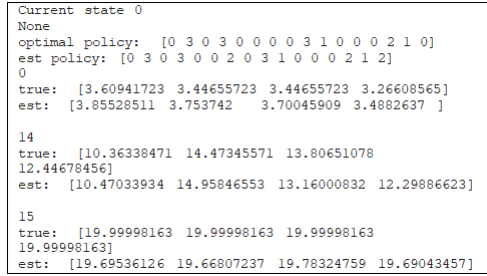 Current state 0
None
optimal policy: [0 3 0 3 0 0 0 0 3 1 0 0 0 2 1 0]
est policy: [0 3 0 3 0 0 2 0 3 1 0 0 0 2 1 2]
0
true: [3.60941723 3.44655723 3.44655723 3.26608565]
est: [3.85528511 3.753742 3.70045909 3.4882637 ]
14
true: [10.36338471 14.47345571 13.80651078
12.44678456]
est: [10.47033934 14.95846553 13.16000832 12.29886623]
15
true: [19.99998163 19.99998163 19.99998163
19.99998163]
est: [19.69536126 19.66807237 19.78324759 19.69043457]